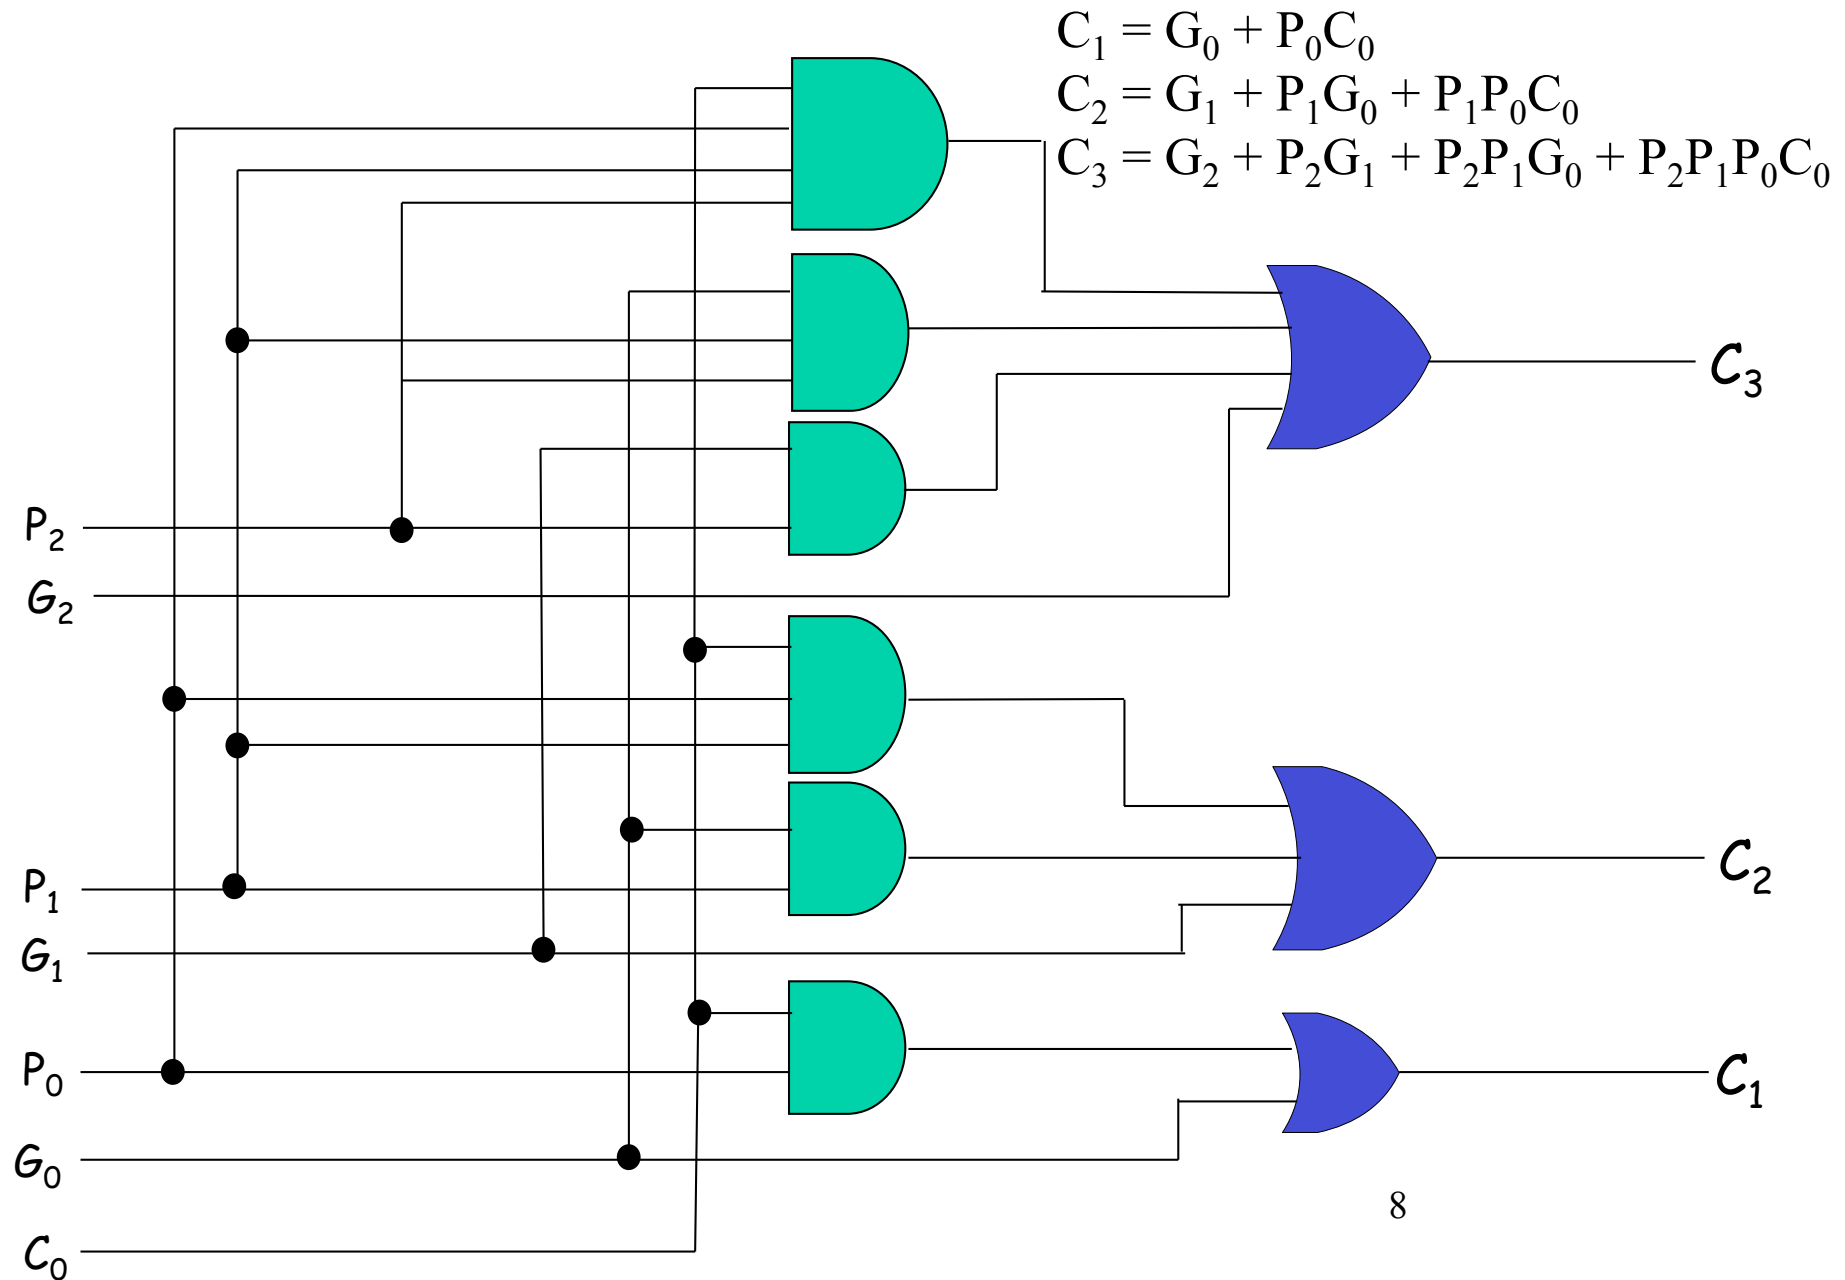 C₁ = G₀ + P₀C₀
C₂ = G₁ + P₁G₀ + P₁P₀C₀
C₃ = G₂ + P₂G₁ + P₂P₁G₀ + P₂P₁P₀C₀
C₃
P₂
G₂
C₂
P₁
G₁
P₀
C₁
G₀
8
C₀